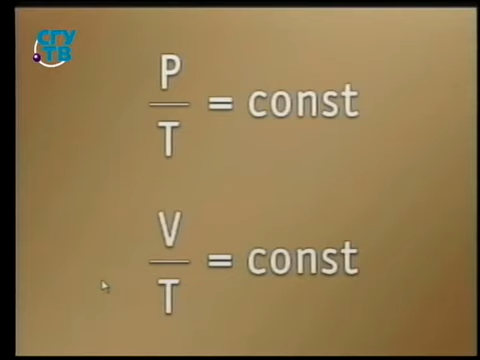 СГУ
ТВ
P
T
= const
V
T
= const